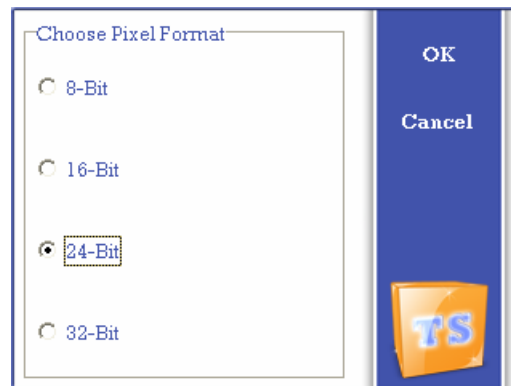 Choose Pixel Format
8-Bit
16-Bit
24-Bit
32-Bit
OK
Cancel
TS